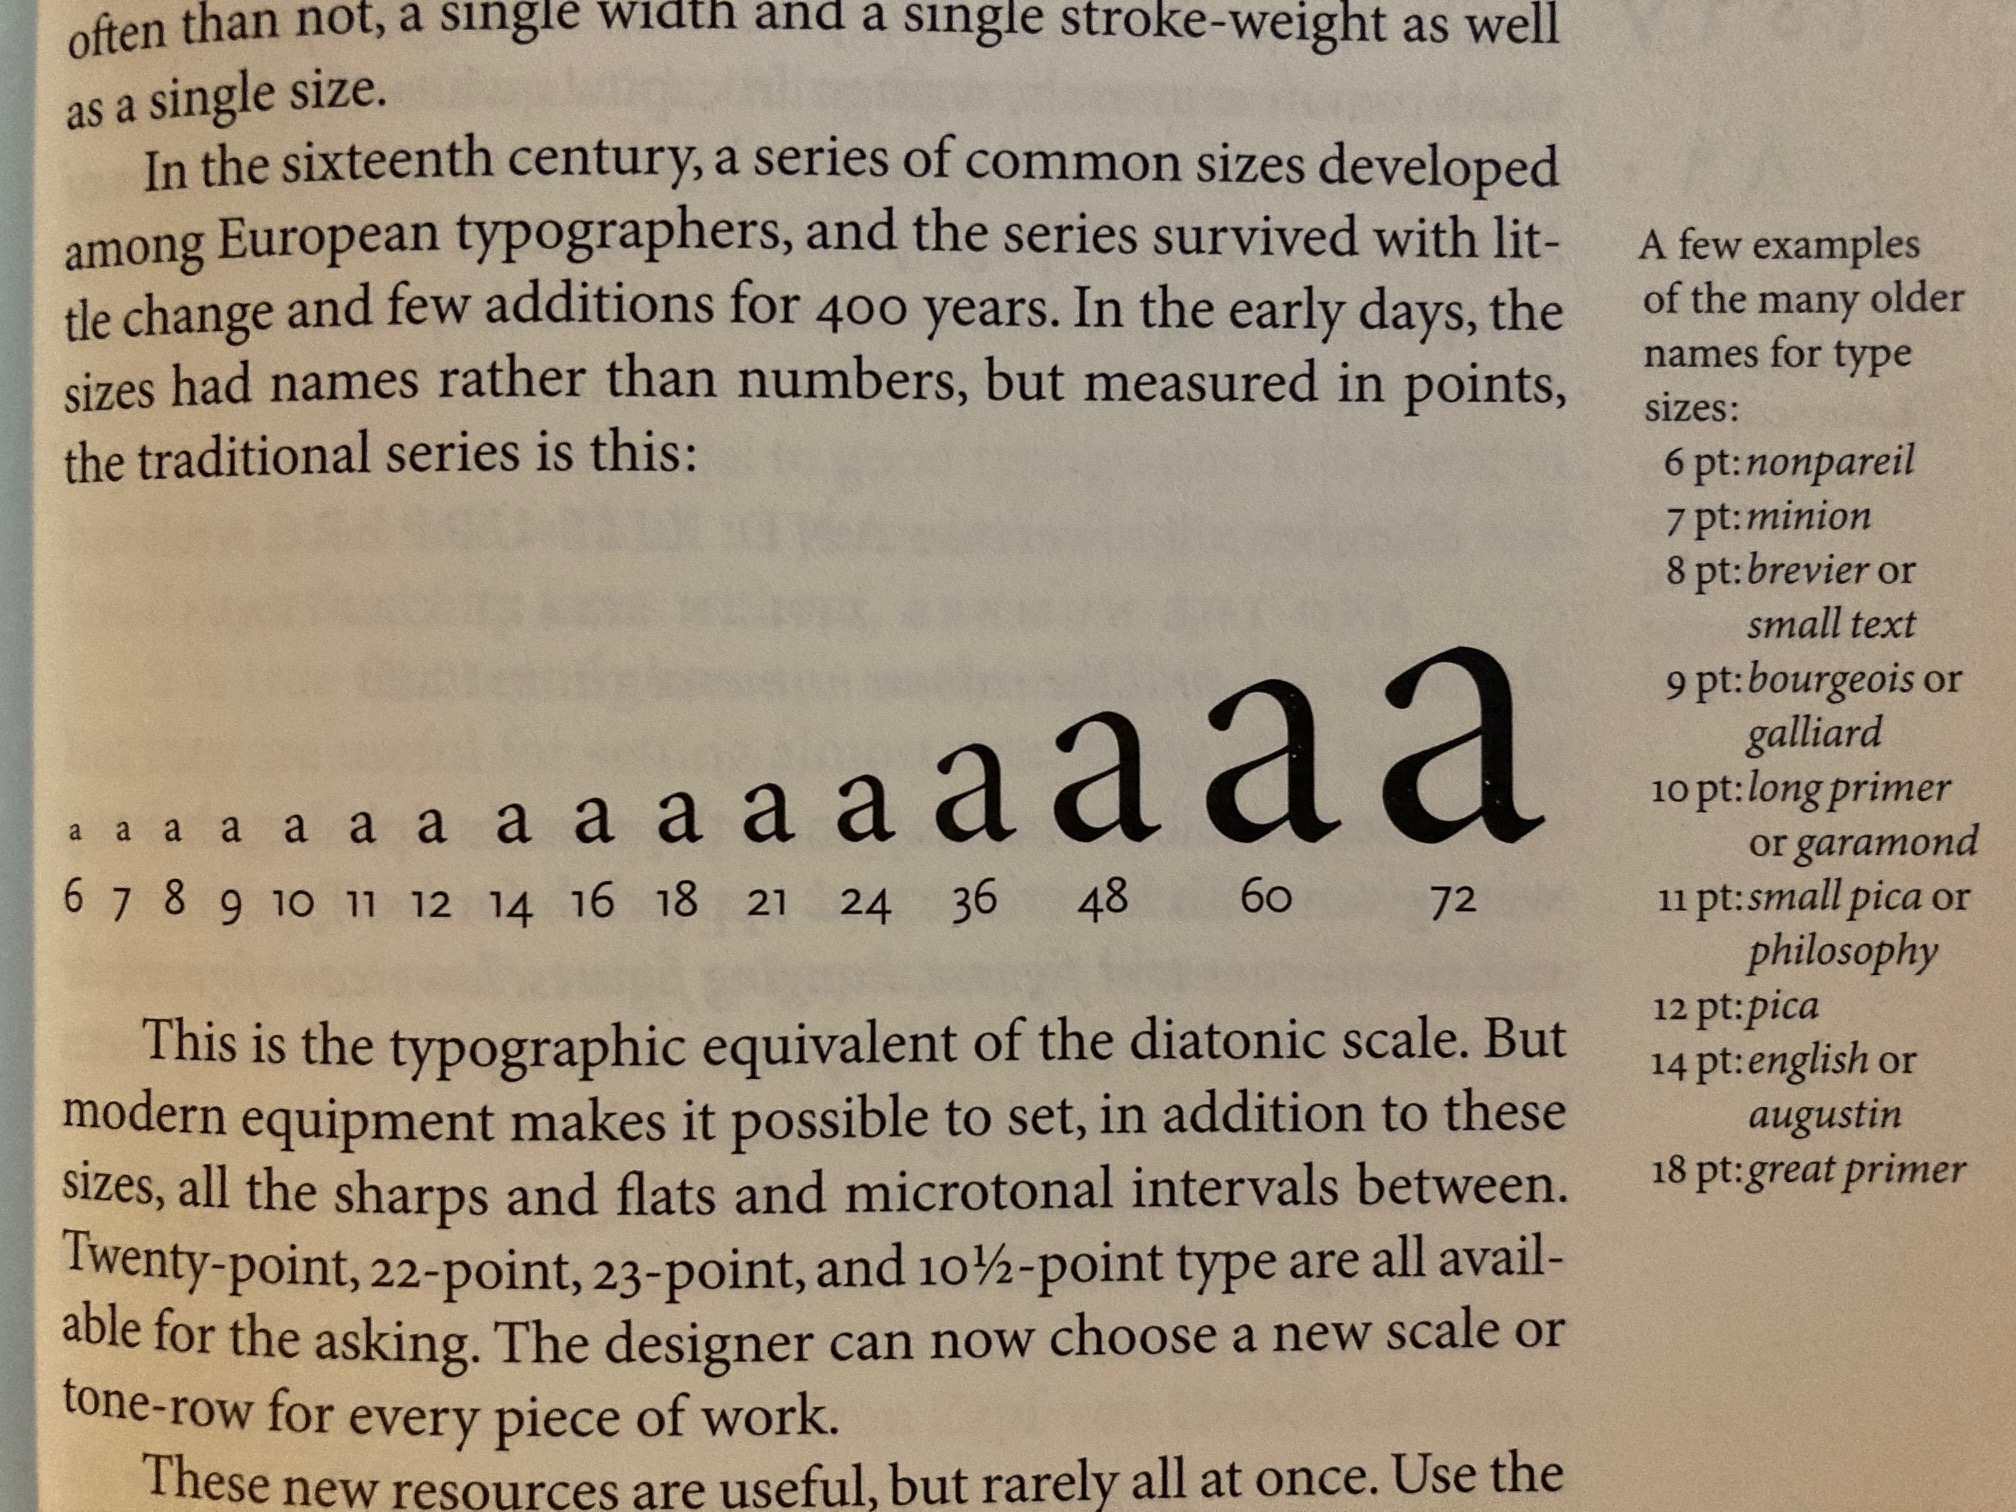 often than not, a single width and a single stroke-weight as well
as a single size.
In the sixteenth century, a series of common sizes developed
among European typographers, and the series survived with lit-
tle change and few additions for 400 years. In the early days, the
sizes had names rather than numbers, but measured in points,
the traditional series is this:
a a a a a a a a a a a a a a a a
6 7 8 9 10 11 12 14 16 18 21 24 36 48 60 72
This is the typographic equivalent of the diatonic scale. But
modern equipment makes it possible to set, in addition to these
sizes, all the sharps and flats and microtonal intervals between.
Twenty-point, 22-point, 23-point, and 10½-point type are all avail-
able for the asking. The designer can now choose a new scale or
tone-row for every piece of work.
These new resources are useful, but rarely all at once. Use the
A few examples
of the many older
names for type
sizes:
6 pt: nonpareil
7 pt: minion
8 pt: brevier or
small text
9 pt: bourgeois or
galliard
10 pt: long primer
or garamond
11 pt: small pica or
philosophy
12 pt: pica
14 pt: english or
augustin
18 pt: great primer